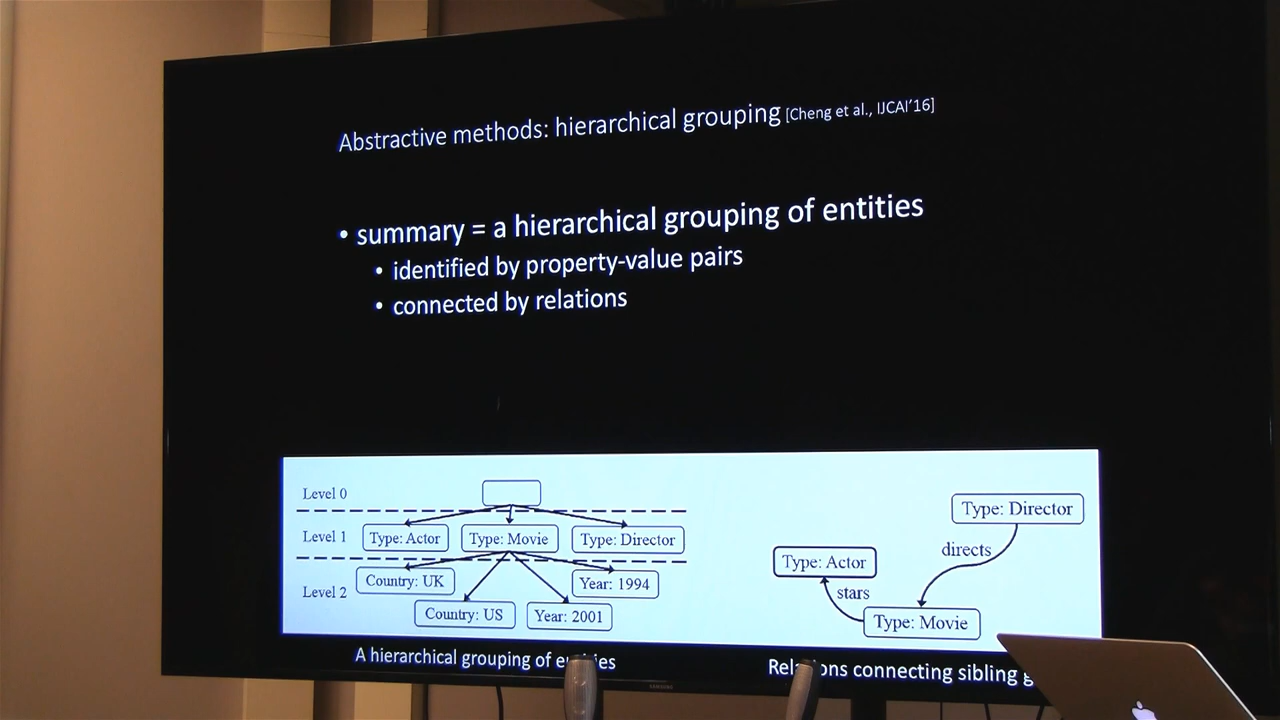 Abstractive methods: hierarchical grouping [Cheng et al., IJCAI'16]
• summary = a hierarchical grouping of entities
• identified by property-value pairs
• connected by relations
Level 0
Level 1
Type: Actor
Type: Movie
Type: Director
Level 2
Country: UK
Year: 1994
Country: US
Year: 2001
Type: Director
directs
Type: Actor
stars
Type: Movie
A hierarchical grouping of
Relations connecting sibling
SAMSUNG